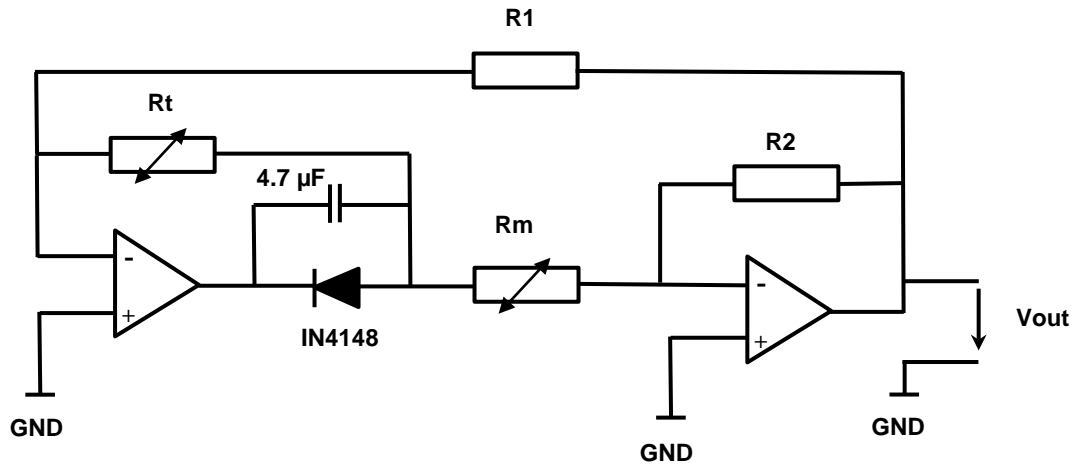 R1
Rt
R2
4.7 µF
Rm
-
-
+
+
IN4148
Vout
GND
GND
GND